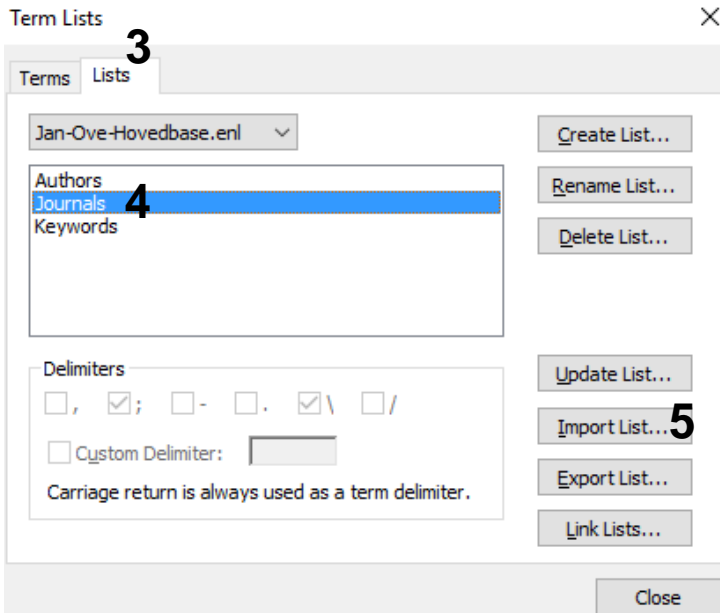 Term Lists
3
Terms Lists
Jan-Ove-Hovedbase.enl
Create List...
Authors
Journals 4
Keywords
Rename List...
Delete List...
Delimiters
, ; - . \ /
Custom Delimiter:
Carriage return is always used as a term delimiter.
Update List...
Import List... 5
Export List...
Link Lists...
Close